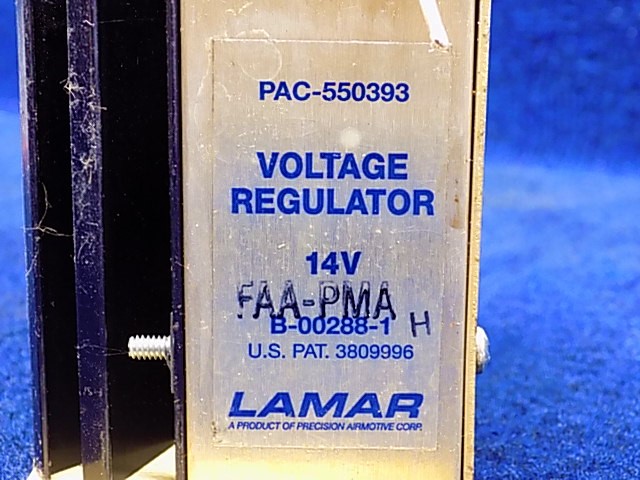 PAC-550393
VOLTAGE
REGULATOR
14V
FAA-PMA
B-00288-1 H
U.S. PAT. 3809996
LAMAR
A PRODUCT OF PRECISION AIRMOTIVE CORP.